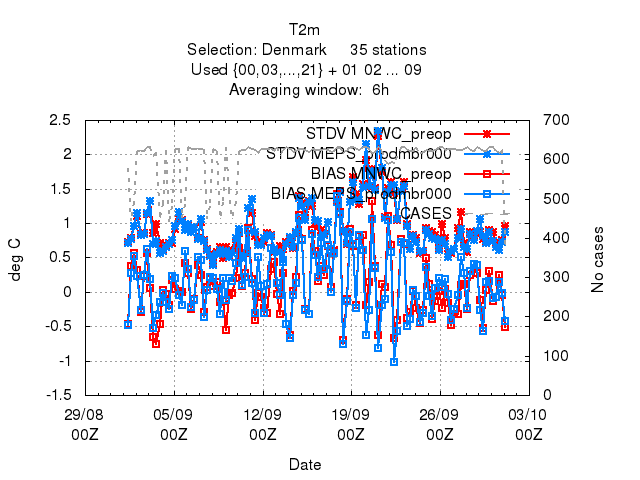 T2m
Selection: Denmark 35 stations
Used {00,03,...,21} + 01 02 ... 09
Averaging window: 6h
STDV MNWC_preop
STDV MEPS_prodmbr000
BIAS MNWC_preop
BIAS MEPS_prodmbr000
CASES
2.5
2
1.5
1
0.5
0
-0.5
-1
-1.5
deg C
700
600
500
400
300
200
100
0
No cases
29/08 05/09 12/09 19/09 26/09 03/10
00Z 00Z 00Z 00Z 00Z 00Z
Date